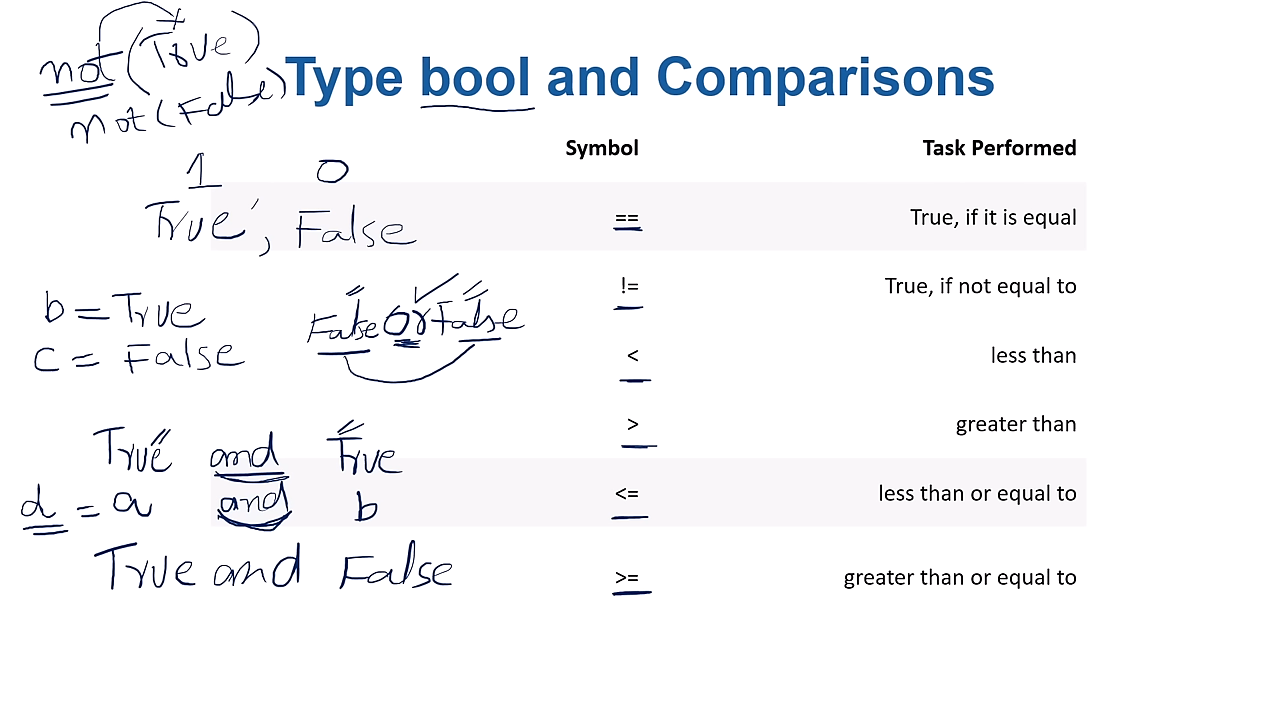 not (True)
not (False)
Type bool and Comparisons
Symbol Task Performed
1 0
True, False
== True, if it is equal
!= True, if not equal to
b = True
c = False
False or False
< less than
> greater than
True and True
d = a and b
<= less than or equal to
True and False
>= greater than or equal to